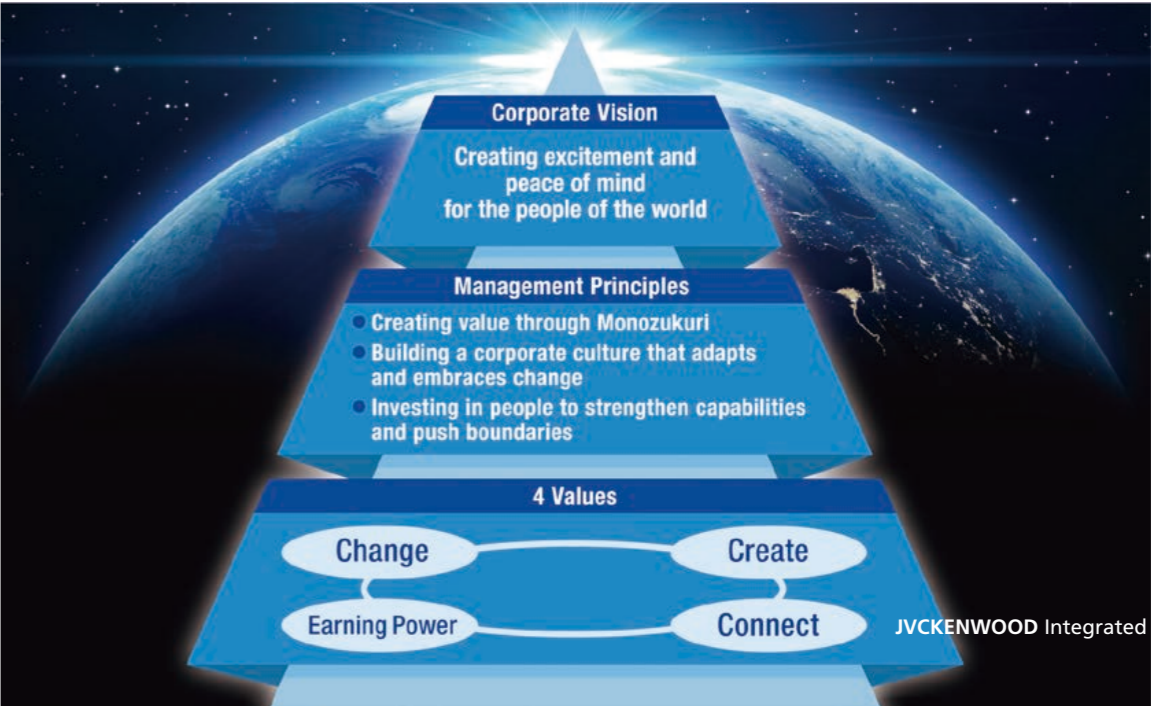 Corporate Vision
Creating excitement and
peace of mind
for the people of the world
Management Principles
● Creating value through Monozukuri
● Building a corporate culture that adapts
and embraces change
● Investing in people to strengthen capabilities
and push boundaries
4 Values
Change
Create
Earning Power
Connect
JVCKENWOOD Integrated